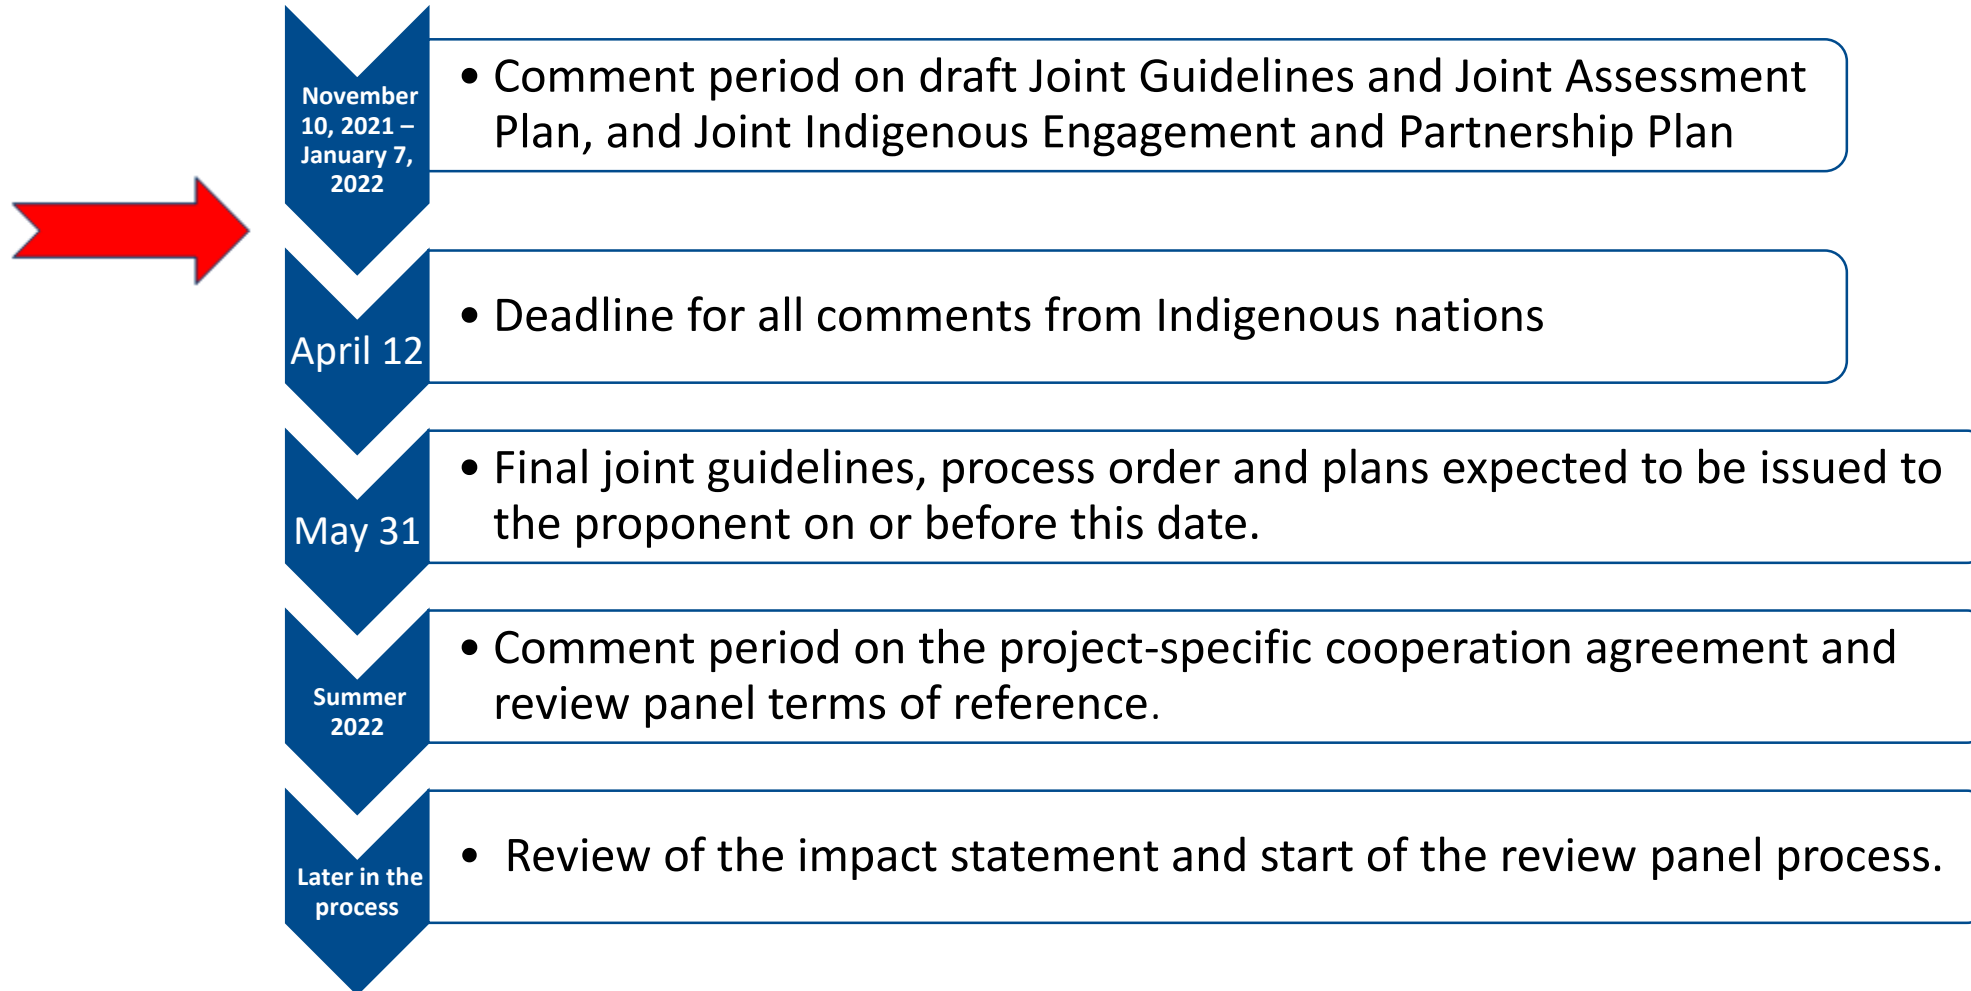 November
10, 2021 –
January 7,
2022
• Comment period on draft Joint Guidelines and Joint Assessment
Plan, and Joint Indigenous Engagement and Partnership Plan
April 12
• Deadline for all comments from Indigenous nations
May 31
• Final joint guidelines, process order and plans expected to be issued to
the proponent on or before this date.
Summer
2022
• Comment period on the project-specific cooperation agreement and
review panel terms of reference.
Later in the
process
• Review of the impact statement and start of the review panel process.